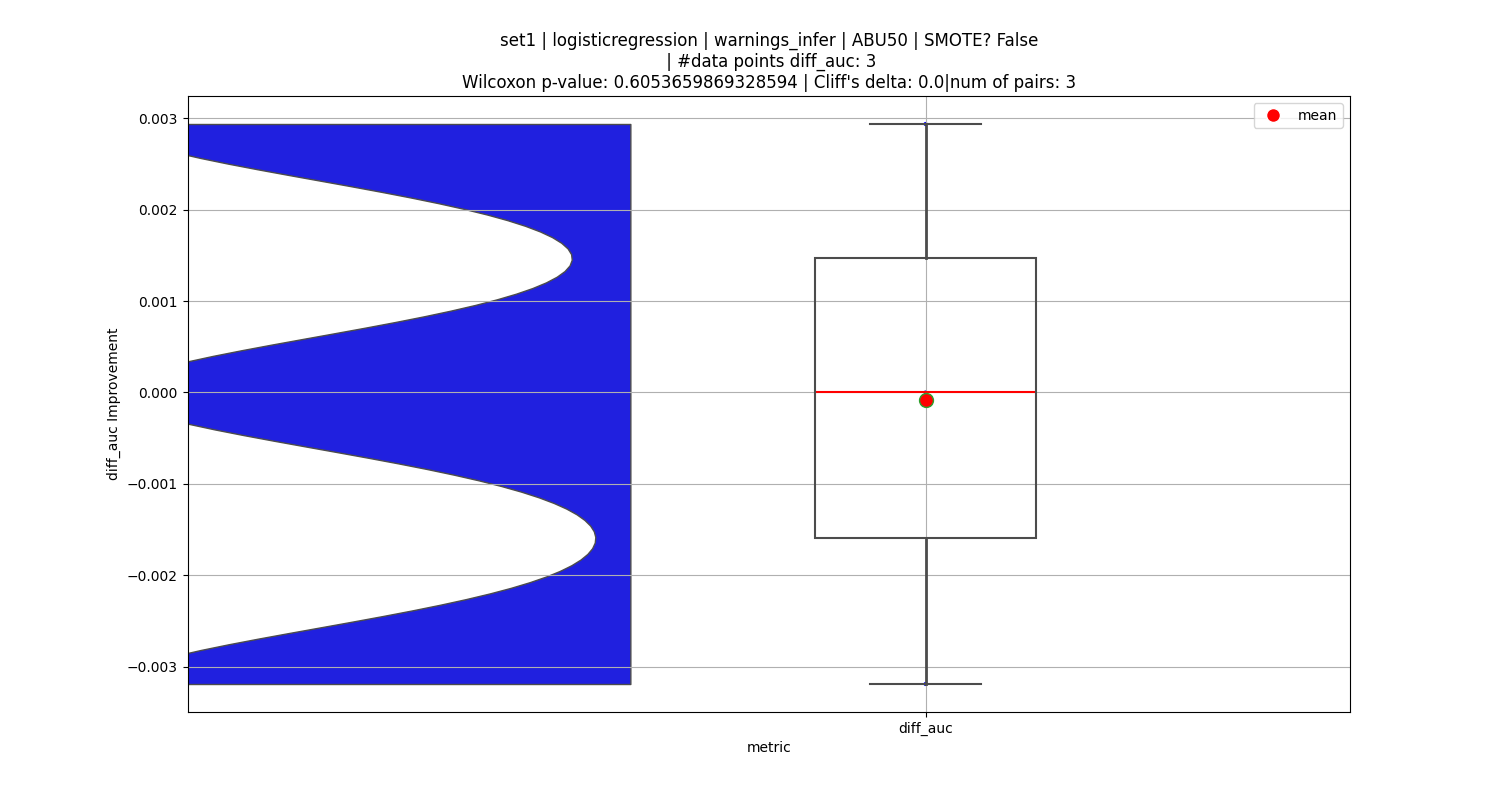 set1 | logisticregression | warnings_infer | ABU50 | SMOTE? False
| #data points diff_auc: 3
Wilcoxon p-value: 0.6053659869328594 | Cliff's delta: 0.0|num of pairs: 3
mean
0.003
0.002
0.001
0.000
−0.001
−0.002
−0.003
diff_auc Improvement
diff_auc
metric